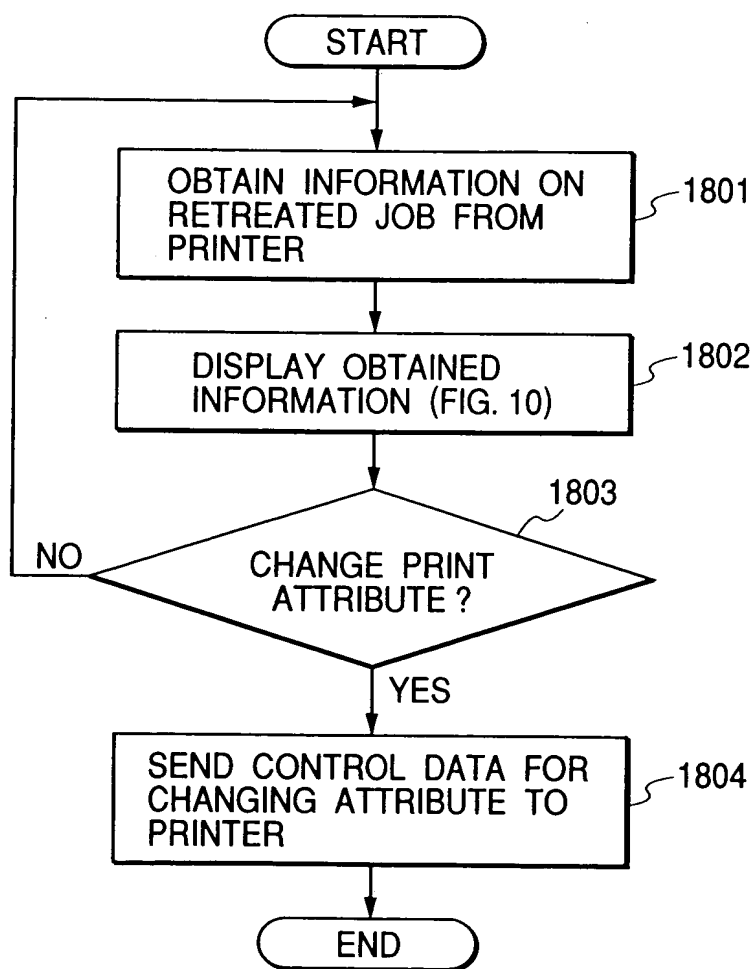 START
OBTAIN INFORMATION ON
RETREATED JOB FROM
PRINTER
1801
DISPLAY OBTAINED
INFORMATION (FIG. 10)
1802
1803
NO
CHANGE PRINT
ATTRIBUTE ?
YES
SEND CONTROL DATA FOR
CHANGING ATTRIBUTE TO
PRINTER
1804
END